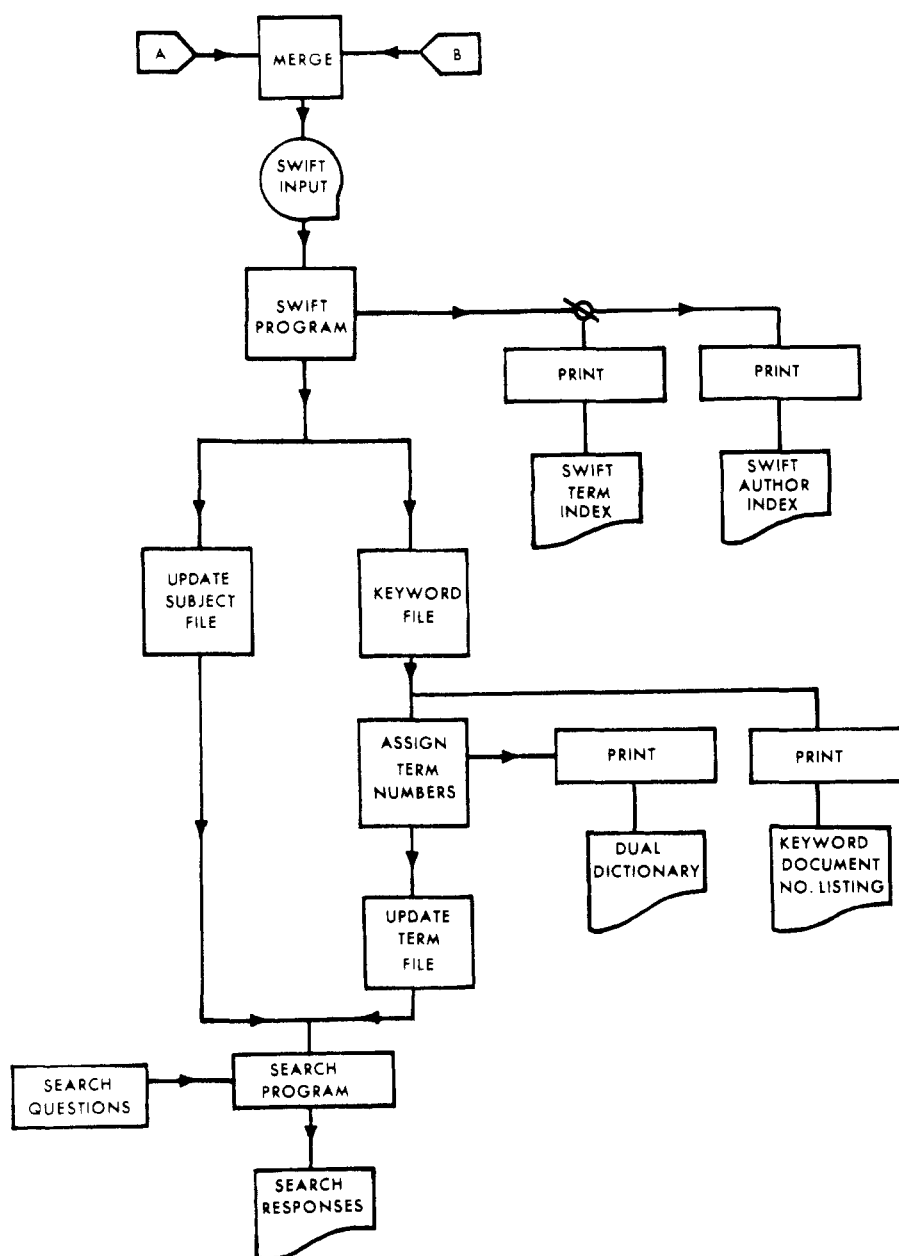 A
MERGE
B
SWIFT
INPUT
SWIFT
PROGRAM
PRINT
PRINT
SWIFT
TERM
INDEX
SWIFT
AUTHOR
INDEX
UPDATE
SUBJECT
FILE
KEYWORD
FILE
ASSIGN
TERM
NUMBERS
PRINT
PRINT
DUAL
DICTIONARY
KEYWORD
DOCUMENT
NO. LISTING
UPDATE
TERM
FILE
SEARCH
QUESTIONS
SEARCH
PROGRAM
SEARCH
RESPONSES